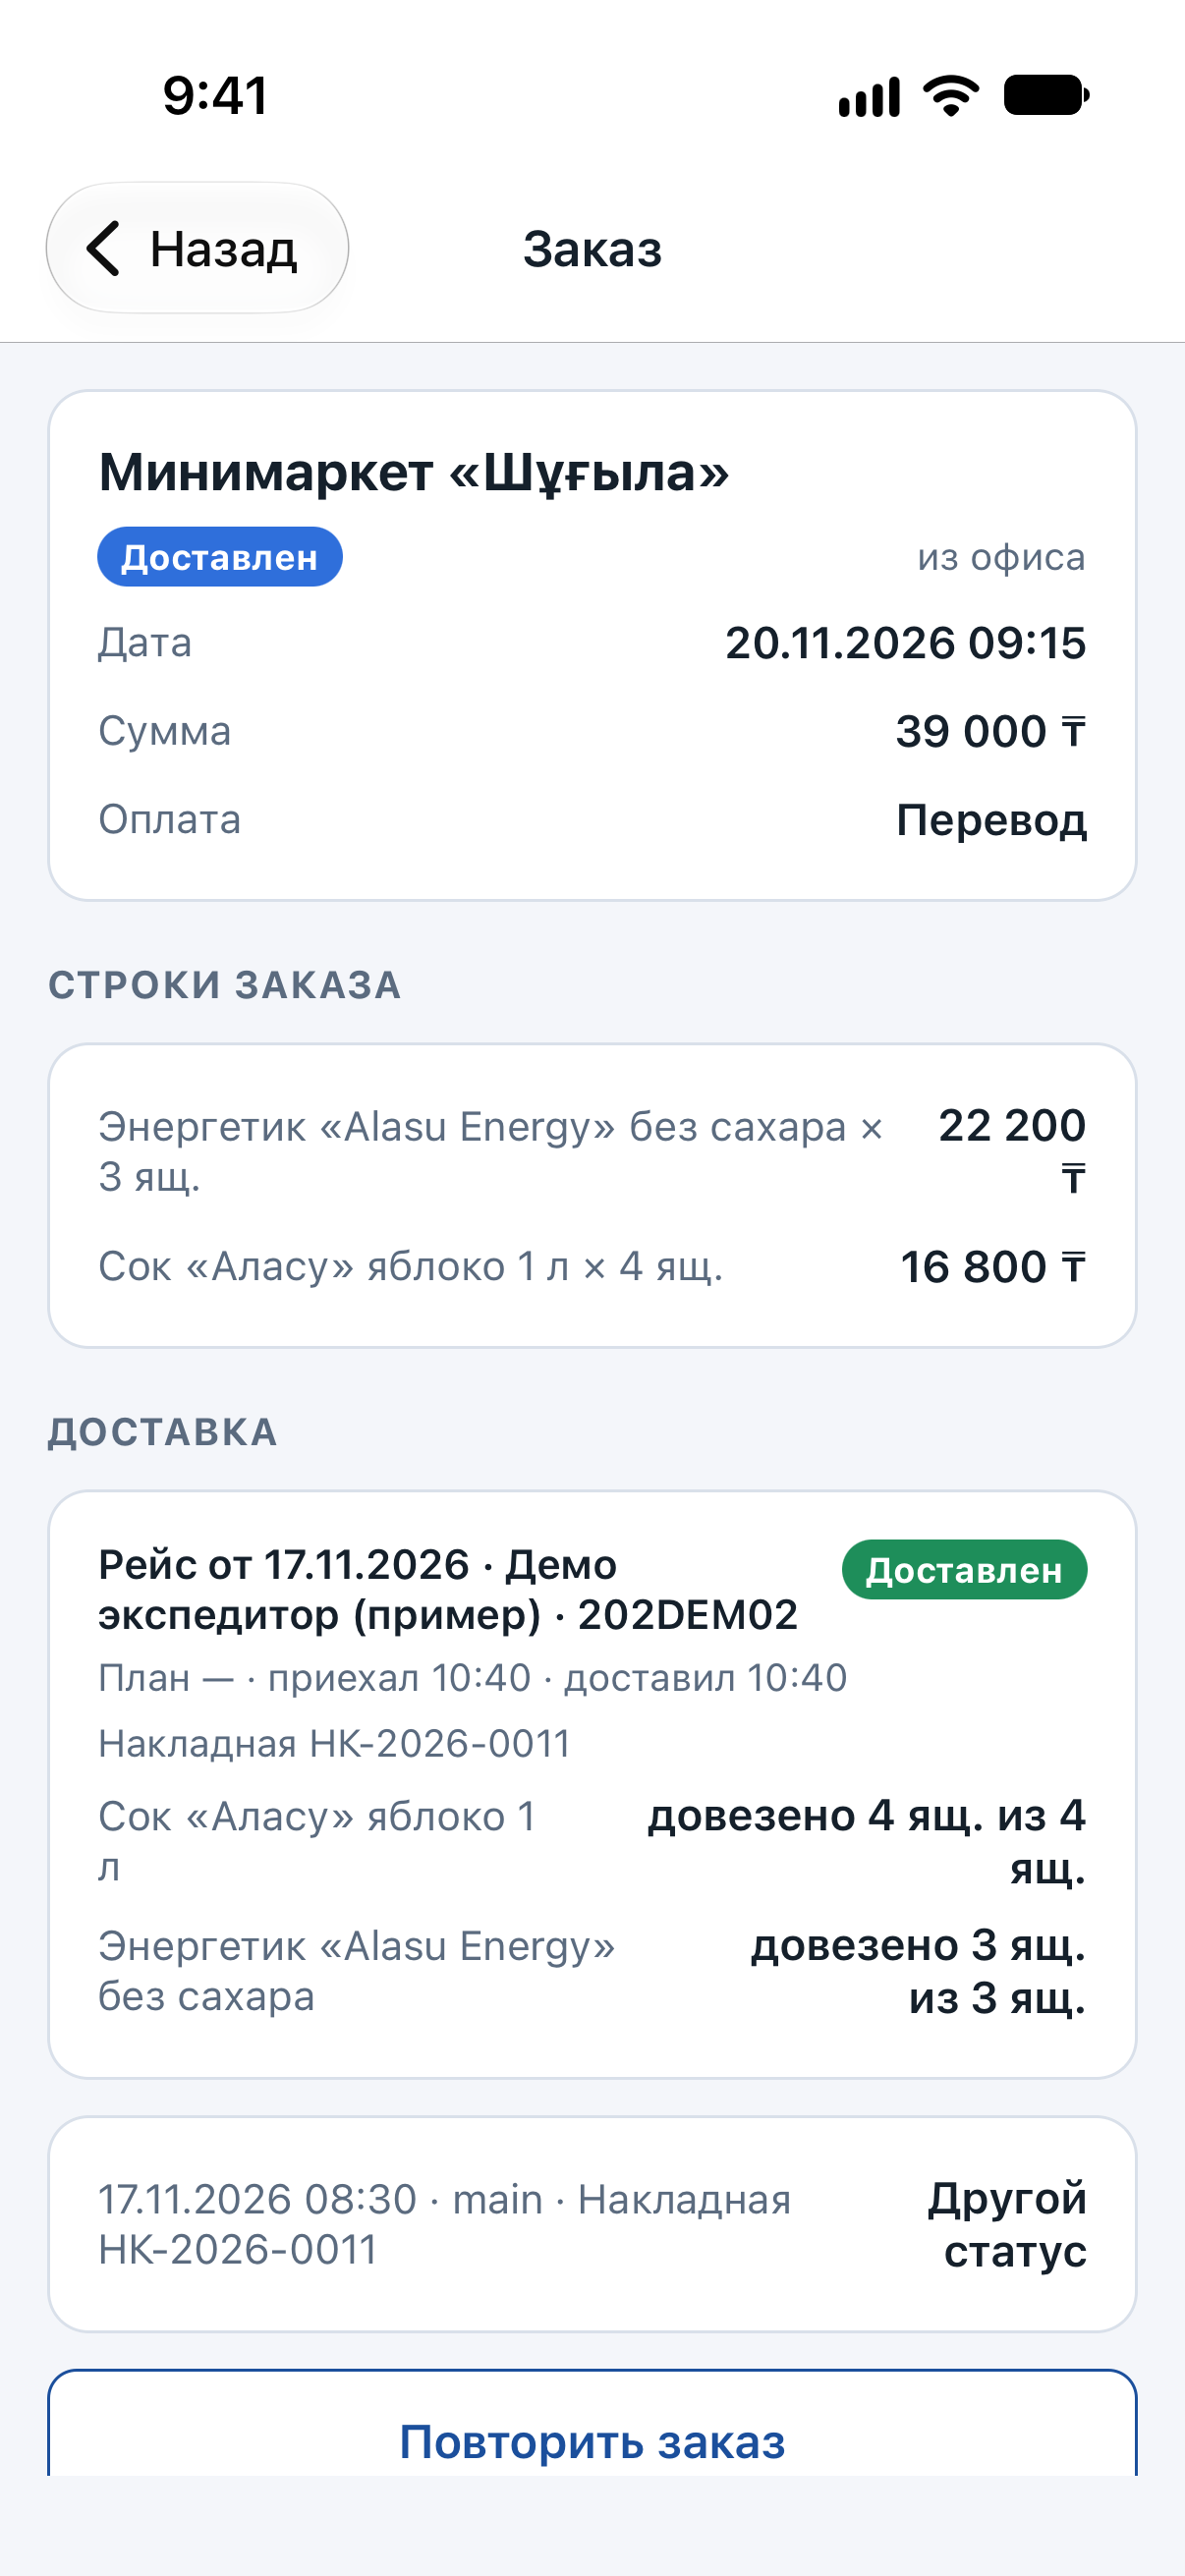 9:41
Назад
Заказ
Минимаркет «Шұғыла»
Доставлен
из офиса
Дата
20.11.2026 09:15
Сумма
39 000 ₸
Оплата
Перевод
СТРОКИ ЗАКАЗА
Энергетик «Alasu Energy» без сахара ×
3 ящ.
22 200
₸
Сок «Аласу» яблоко 1 л × 4 ящ.
16 800 ₸
ДОСТАВКА
Рейс от 17.11.2026 · Демо
экспедитор (пример) · 202DEM02
Доставлен
План — · приехал 10:40 · доставил 10:40
Накладная НК-2026-0011
Сок «Аласу» яблоко 1
л
довезено 4 ящ. из 4
ящ.
Энергетик «Alasu Energy»
без сахара
довезено 3 ящ.
из 3 ящ.
17.11.2026 08:30 · main · Накладная
НК-2026-0011
Другой
статус
Повторить заказ